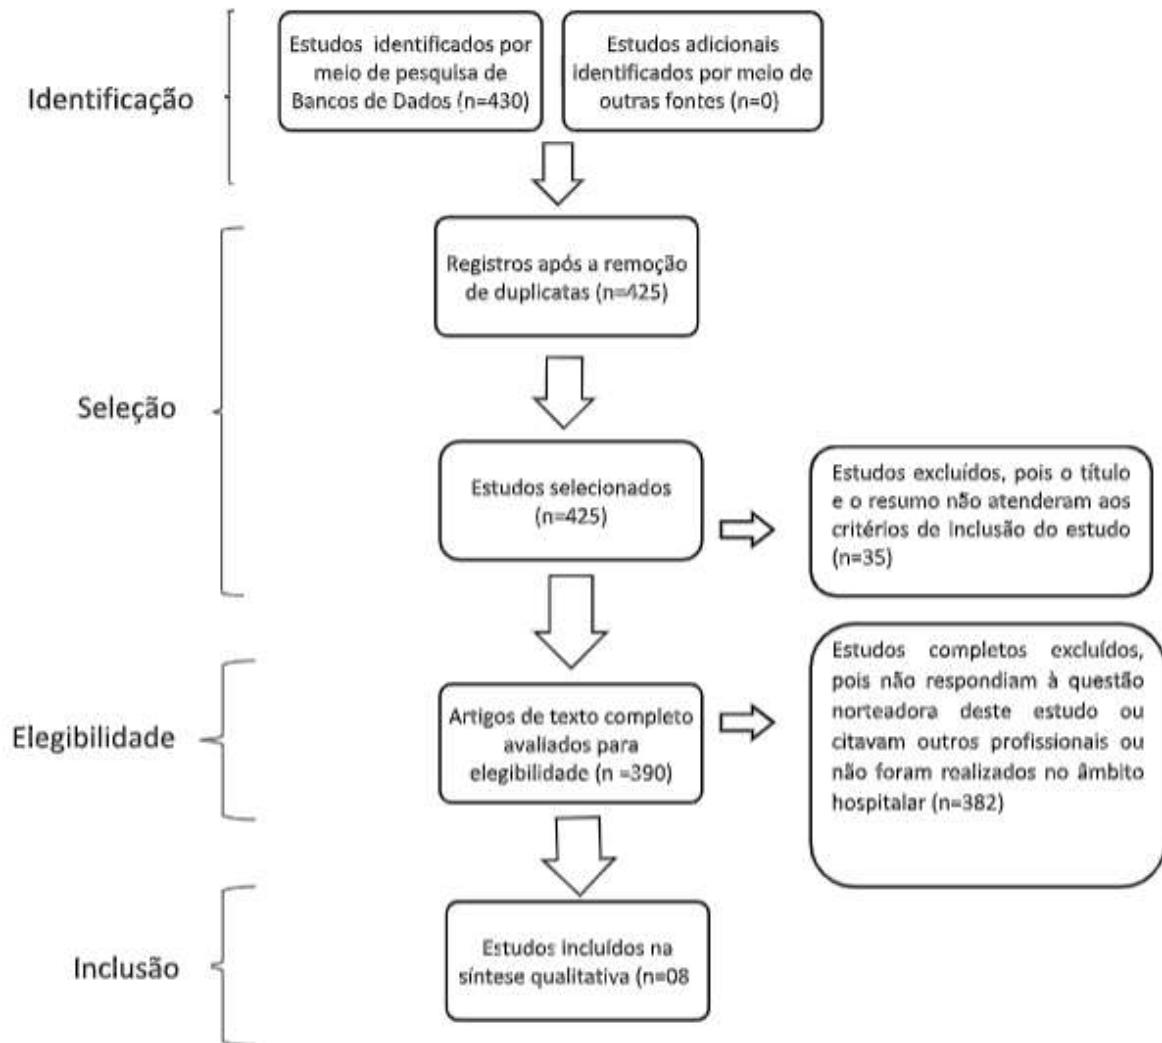 Identificação
Estudos identificados por
meio de pesquisa de
Bancos de Dados (n=430)
Estudos adicionais
identificados por meio de
outras fontes (n=0)
Seleção
Registros após a remoção
de duplicatas (n=425)
Estudos selecionados
(n=425)
Estudos excluídos, pois o título
e o resumo não atenderam aos
critérios de inclusão do estudo
(n=35)
Elegibilidade
Artigos de texto completo
avaliados para
elegibilidade (n =390)
Estudos completos excluídos,
pois não respondiam à questão
norteadora deste estudo ou
citavam outros profissionais ou
não foram realizados no âmbito
hospitalar (n=382)
Inclusão
Estudos incluídos na
síntese qualitativa (n=08